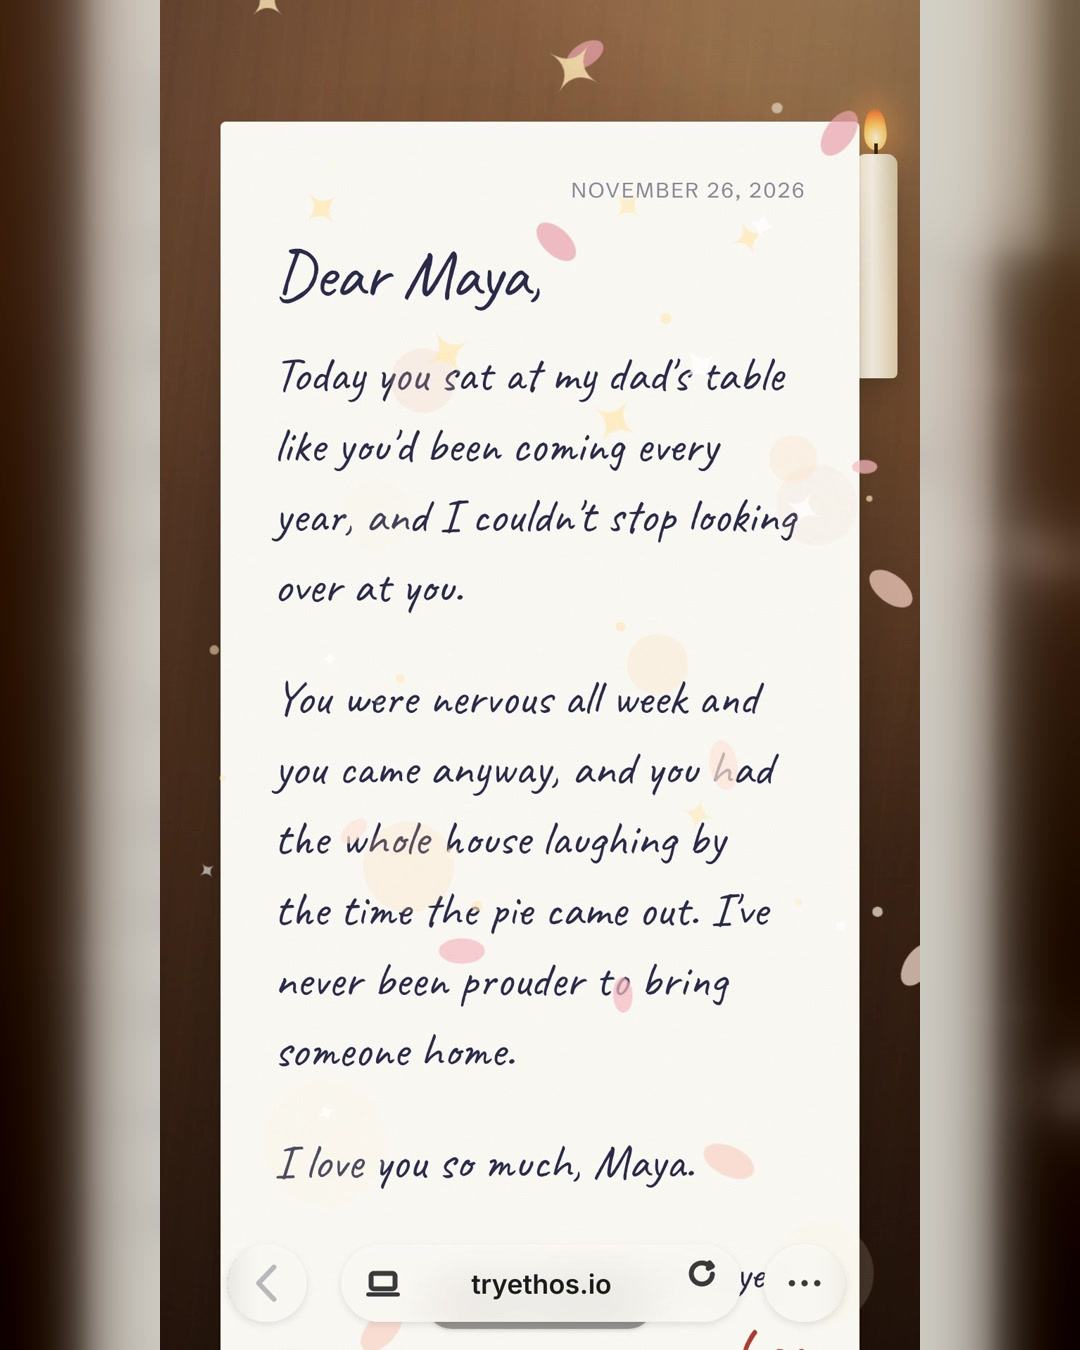 NOVEMBER 26, 2026
Dear Maya,
Today you sat at my dad's table
like you'd been coming every
year, and I couldn't stop looking
over at you.
You were nervous all week and
you came anyway, and you had
the whole house laughing by
the time the pie came out. I've
never been prouder to bring
someone home.
I love you so much, Maya.
tryethos.io